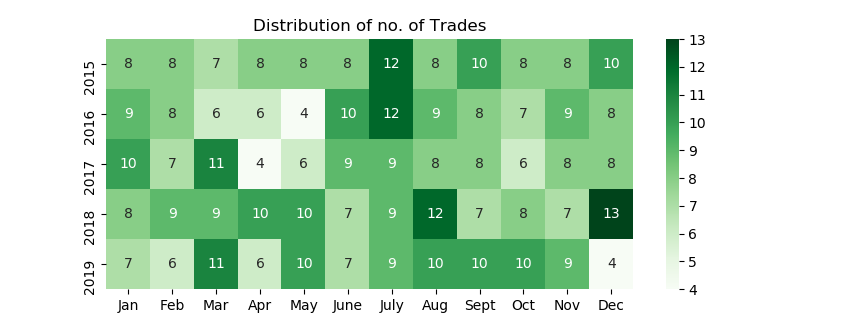 Distribution of no. of Trades
2015 8 8 7 8 8 8 12 8 10 8 8 10
2016 9 8 6 6 4 10 12 9 8 7 9 8
2017 10 7 11 4 6 9 9 8 8 6 8 8
2018 8 9 9 10 10 7 9 12 7 8 7 13
2019 7 6 11 6 10 7 9 10 10 10 9 4
Jan Feb Mar Apr May June July Aug Sept Oct Nov Dec
13
12
11
10
9
8
7
6
5
4